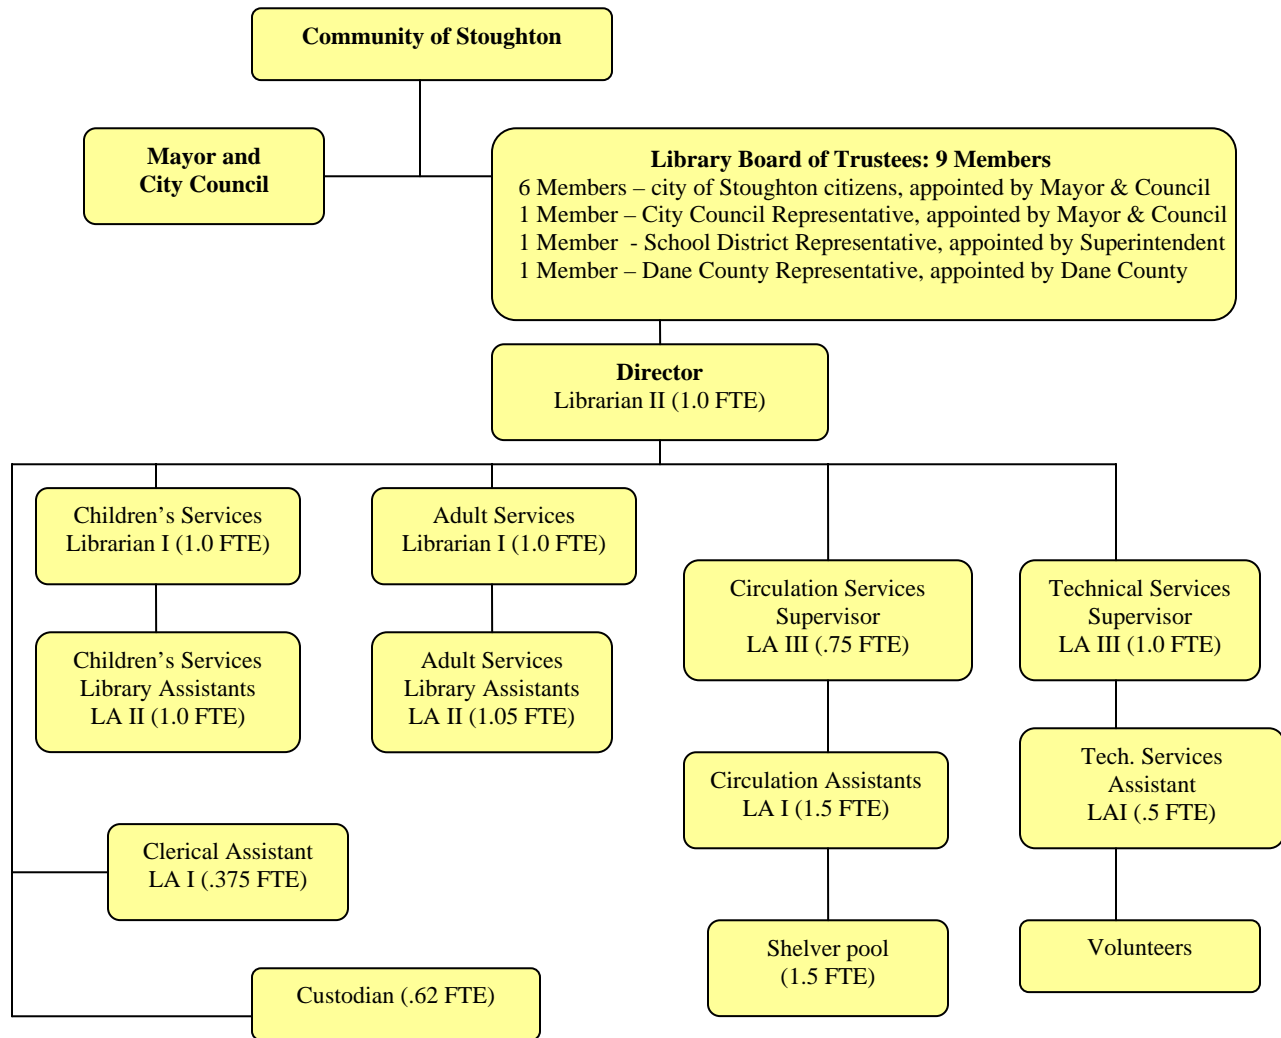 Community of Stoughton
Mayor and
City Council
Library Board of Trustees: 9 Members
6 Members – city of Stoughton citizens, appointed by Mayor & Council
1 Member – City Council Representative, appointed by Mayor & Council
1 Member  - School District Representative, appointed by Superintendent
1 Member – Dane County Representative, appointed by Dane County
Director
Librarian II (1.0 FTE)
Children’s Services
Librarian I (1.0 FTE)
Adult Services
Librarian I (1.0 FTE)
Circulation Services
Supervisor
LA III (.75 FTE)
Technical Services
Supervisor
LA III (1.0 FTE)
Children’s Services
Library Assistants
LA II (1.0 FTE)
Adult Services
Library Assistants
LA II (1.05 FTE)
Circulation Assistants
LA I (1.5 FTE)
Tech. Services
Assistant
LAI (.5 FTE)
Clerical Assistant
LA I (.375 FTE)
Shelver pool
(1.5 FTE)
Volunteers
Custodian (.62 FTE)